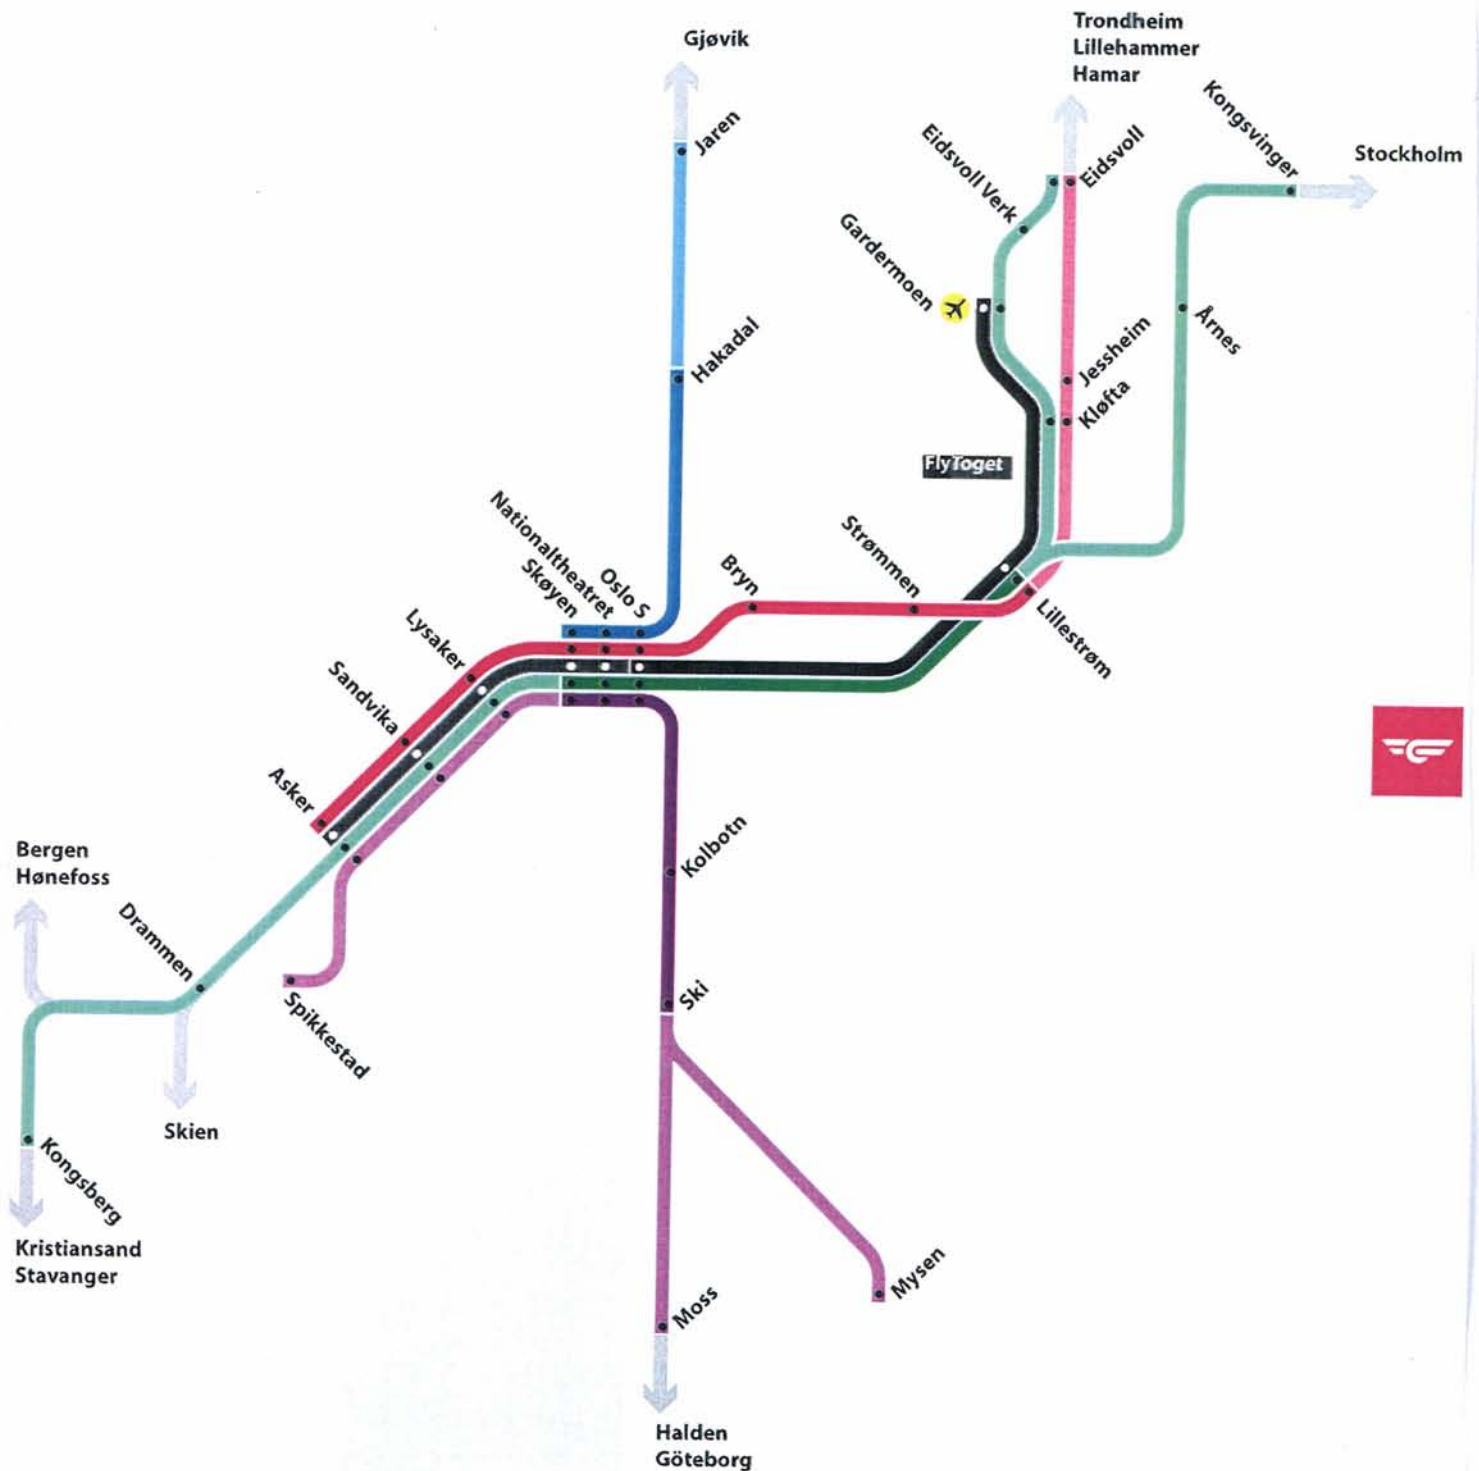 Gjøvik
Trondheim
Lillehammer
Hamar
Stockholm
Kongsvinger
Jaren
Eidsvoll
Eidsvoll Verk
Gardermoen
Årnes
Hakadal
Jessheim
Kløfta
FlyToget
Nationaltheatret
Skøyen
Oslo S
Bryn
Strømmen
Lillestrøm
Lysaker
Sandvika
Asker
Bergen
Hønefoss
Drammen
Kolbotn
Ski
Spikkestad
Skien
Kongsberg
Kristiansand
Stavanger
Mysen
Moss
Halden
Göteborg